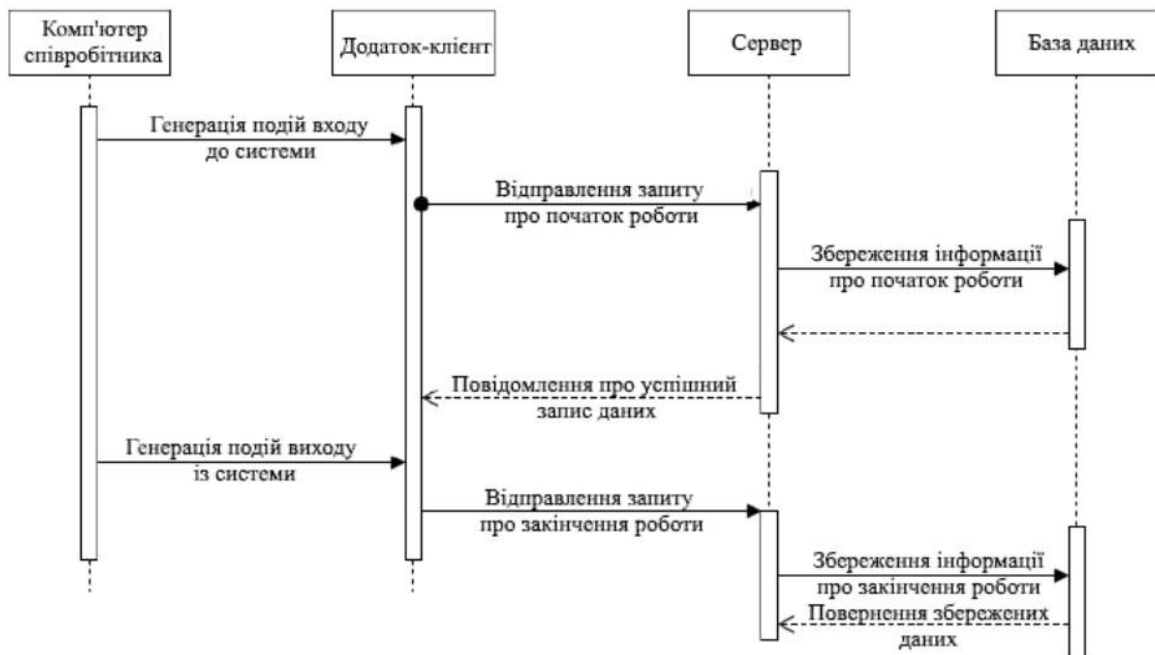 Комп'ютер
співробітника
Додаток-клієнт
Сервер
База даних
Генерація подій входу
до системи
Відправлення запиту
про початок роботи
Збереження інформації
про початок роботи
Повідомлення про успішний
запис даних
Генерація подій виходу
із системи
Відправлення запиту
про закінчення роботи
Збереження інформації
про закінчення роботи
Повернення збережених
даних